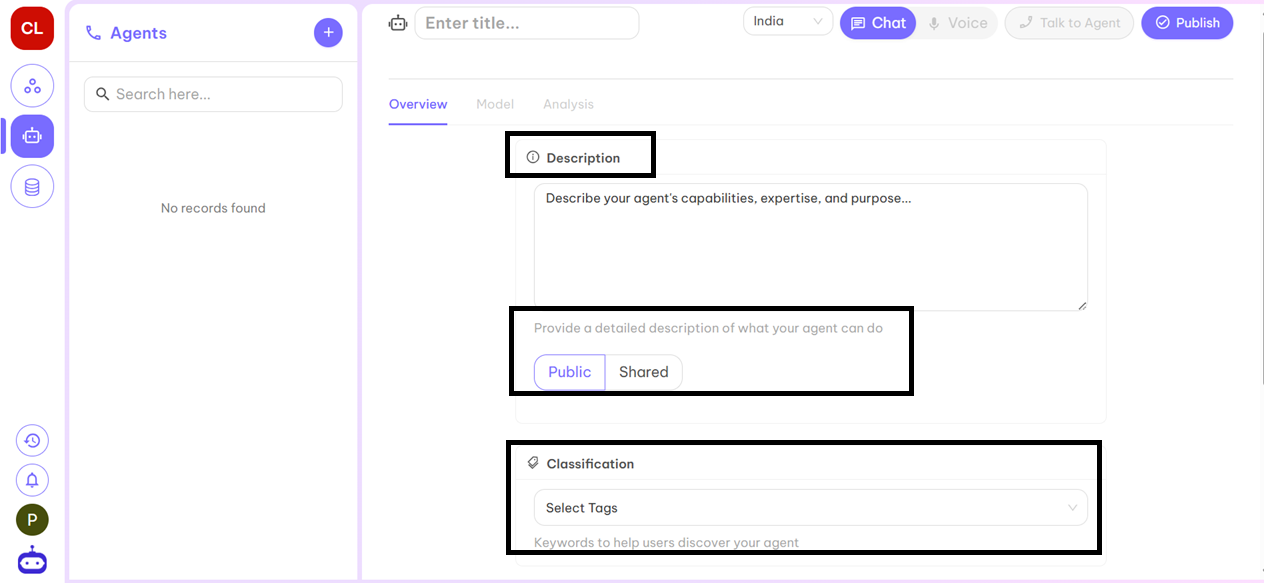 CL
Agents
+
Search here...
No records found
P
Enter title...
India
Chat
Voice
Talk to Agent
Publish
Overview
Model
Analysis
Description
Describe your agent's capabilities, expertise, and purpose...
Provide a detailed description of what your agent can do
Public
Shared
Classification
Select Tags
Keywords to help users discover your agent